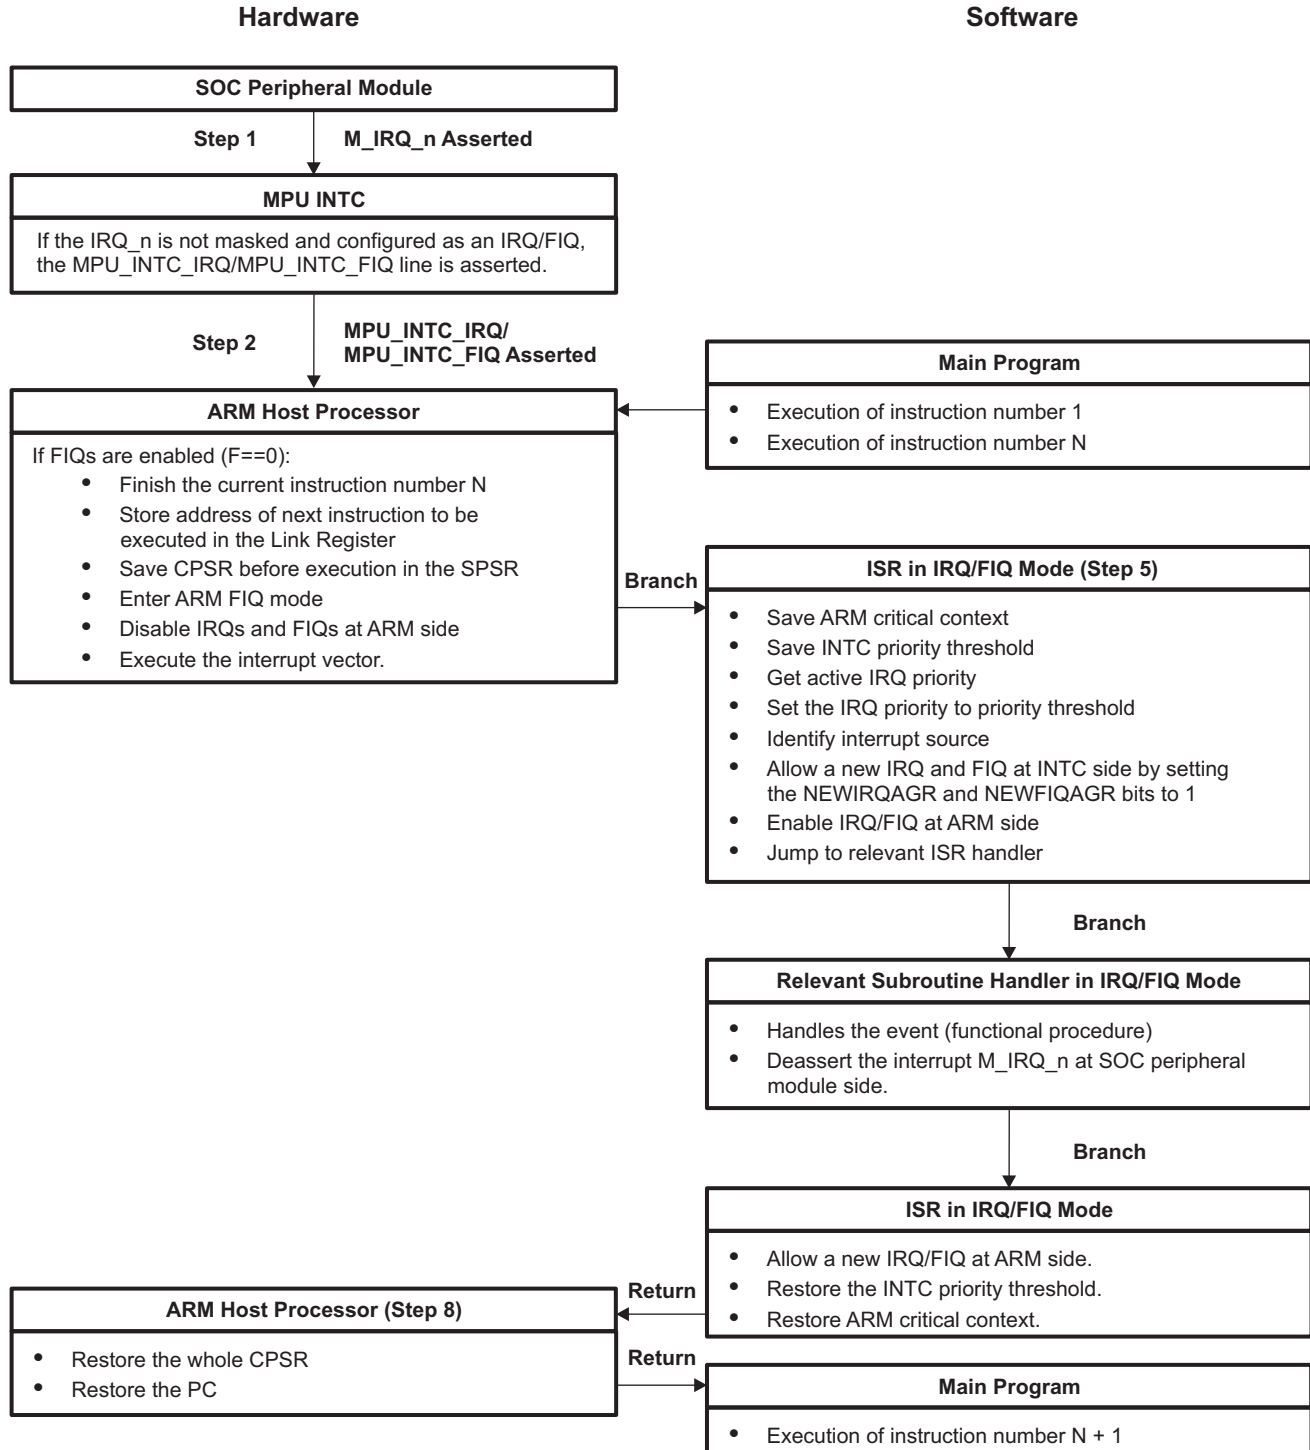 Hardware
Software
SOC Peripheral Module
Step 1
M_IRQ_n Asserted
MPU INTC
If the IRQ_n is not masked and configured as an IRQ/FIQ,
the MPU_INTC_IRQ/MPU_INTC_FIQ line is asserted.
Step 2
MPU_INTC_IRQ/
MPU_INTC_FIQ Asserted
Main Program
• Execution of instruction number 1
• Execution of instruction number N
ARM Host Processor
If FIQs are enabled (F==0):
• Finish the current instruction number N
• Store address of next instruction to be
executed in the Link Register
• Save CPSR before execution in the SPSR
• Enter ARM FIQ mode
• Disable IRQs and FIQs at ARM side
• Execute the interrupt vector.
Branch
ISR in IRQ/FIQ Mode (Step 5)
• Save ARM critical context
• Save INTC priority threshold
• Get active IRQ priority
• Set the IRQ priority to priority threshold
• Identify interrupt source
• Allow a new IRQ and FIQ at INTC side by setting
the NEWIRQAGR and NEWFIQAGR bits to 1
• Enable IRQ/FIQ at ARM side
• Jump to relevant ISR handler
Branch
Relevant Subroutine Handler in IRQ/FIQ Mode
• Handles the event (functional procedure)
• Deassert the interrupt M_IRQ_n at SOC peripheral
module side.
Branch
ISR in IRQ/FIQ Mode
• Allow a new IRQ/FIQ at ARM side.
• Restore the INTC priority threshold.
• Restore ARM critical context.
Return
ARM Host Processor (Step 8)
• Restore the whole CPSR
• Restore the PC
Return
Main Program
• Execution of instruction number N + 1